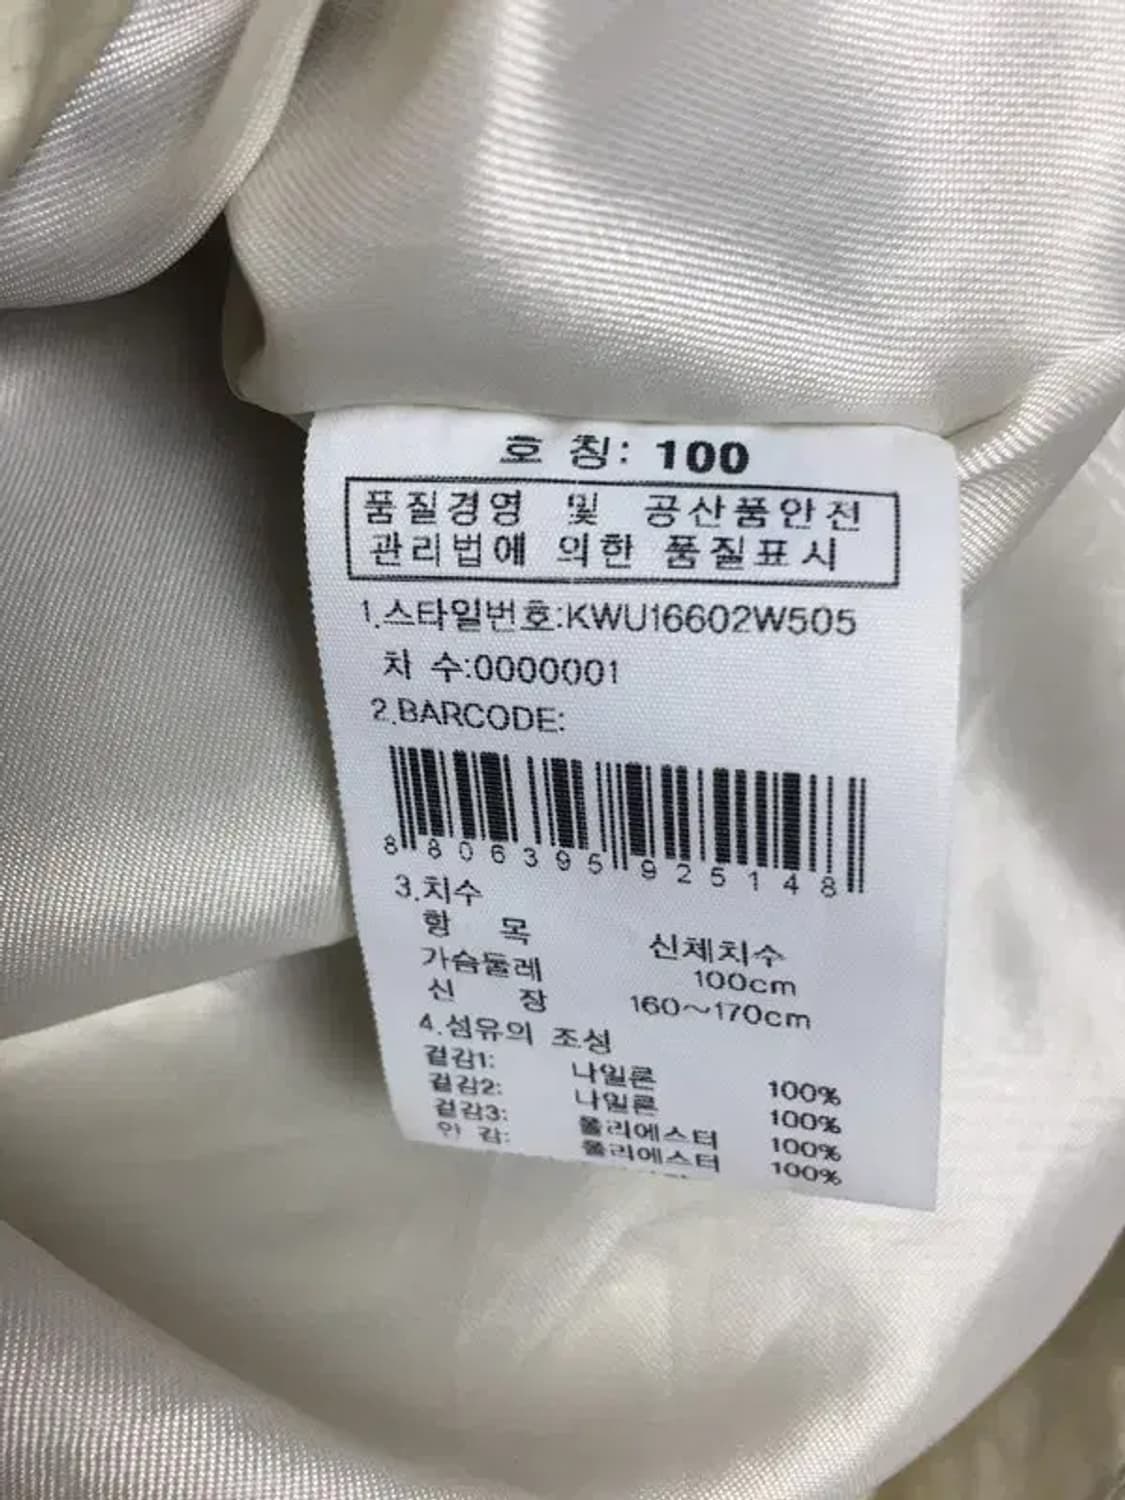 호 칭: 100
품질경영 및 공산품안전
관리법에 의한 품질표시
1.스타일번호:KWU16602W505
차 수:0000001
2.BARCODE:
8 806395 925148
3.치수
항 목 신체치수
가슴둘레 100cm
신 장 160~170cm
4.섬유의 조성
겉감1: 나일론 100%
겉감2: 나일론 100%
겉감3: 폴리에스터 100%
안 감: 폴리에스터 100%